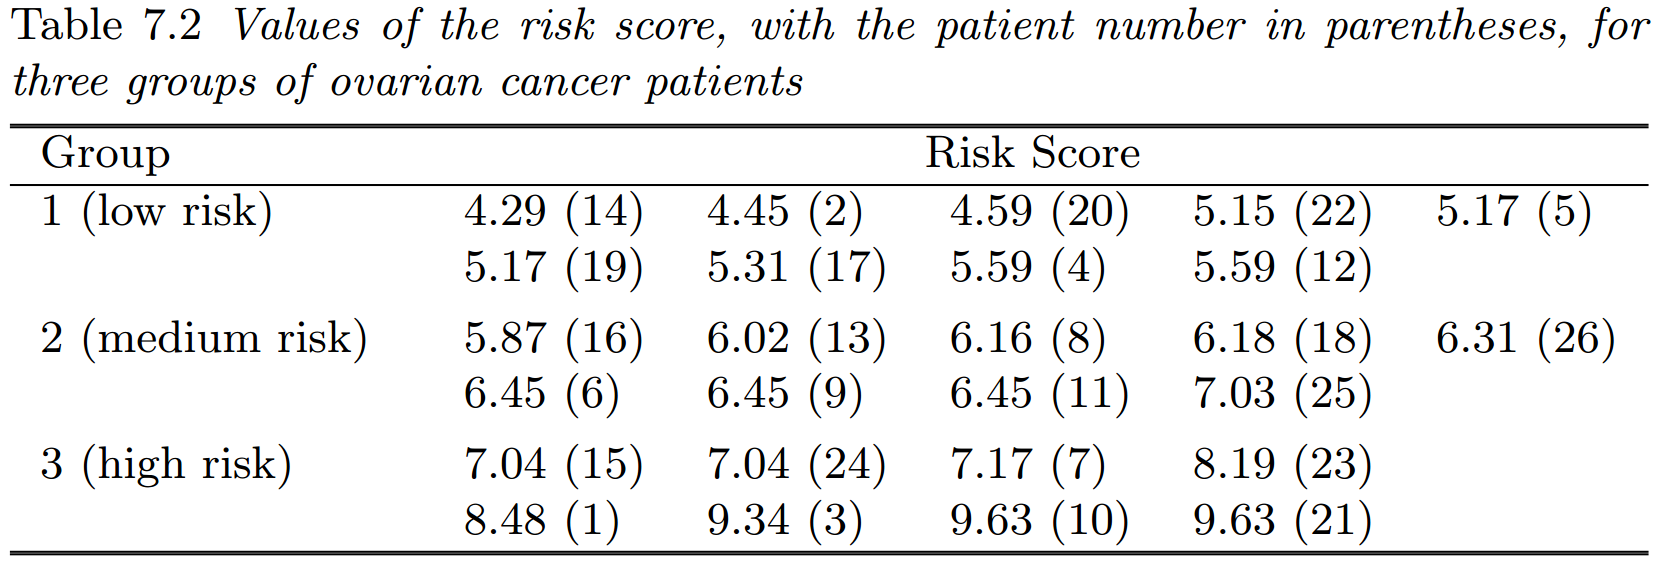 Table 7.2 Values of the risk score, with the patient number in parentheses, for
three groups of ovarian cancer patients
Group Risk Score
1 (low risk) 4.29 (14) 4.45 (2) 4.59 (20) 5.15 (22) 5.17 (5)
5.17 (19) 5.31 (17) 5.59 (4) 5.59 (12)
2 (medium risk) 5.87 (16) 6.02 (13) 6.16 (8) 6.18 (18) 6.31 (26)
6.45 (6) 6.45 (9) 6.45 (11) 7.03 (25)
3 (high risk) 7.04 (15) 7.04 (24) 7.17 (7) 8.19 (23)
8.48 (1) 9.34 (3) 9.63 (10) 9.63 (21)